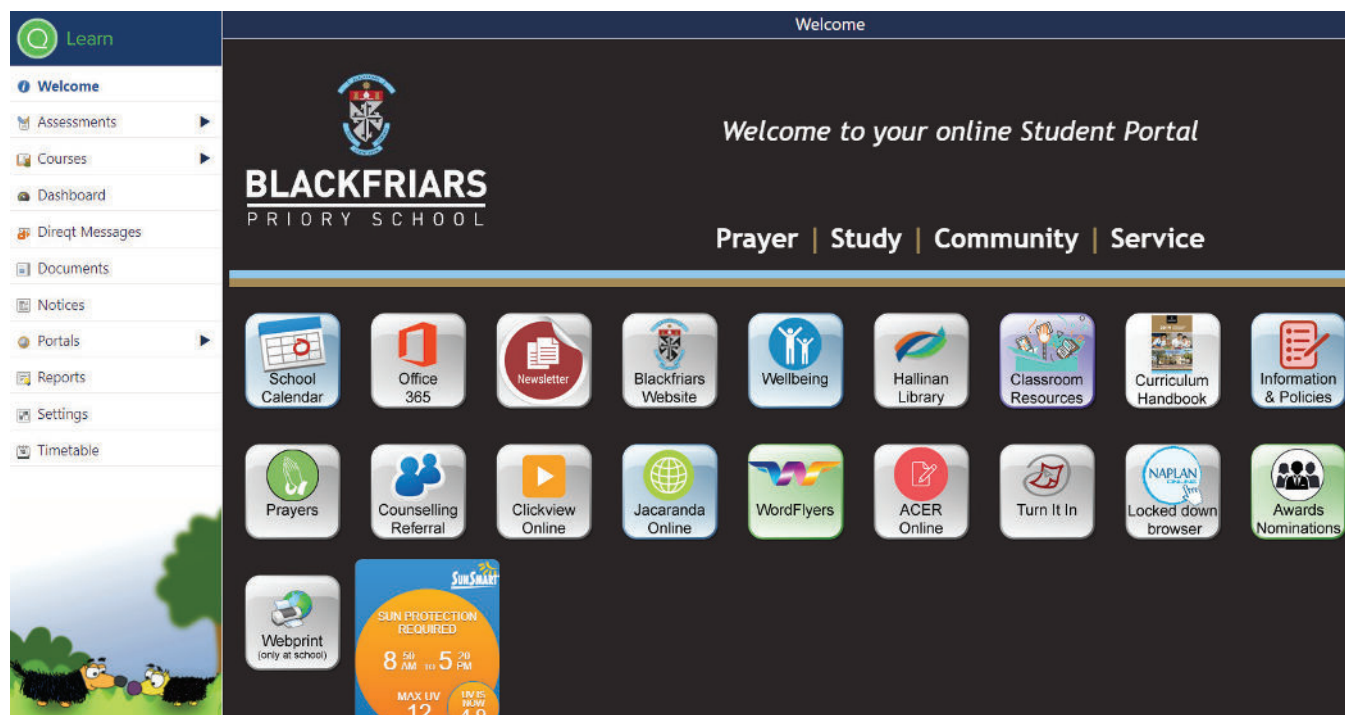 Learn
Welcome
Assessments
Courses
Dashboard
Direqt Messages
Documents
Notices
Portals
Reports
Settings
Timetable
Welcome
BLACKFRIARS
PRIORY SCHOOL
Welcome to your online Student Portal
Prayer | Study | Community | Service
School
Calendar
Office
365
Newsletter
Blackfriars
Website
Wellbeing
Hallinan
Library
Classroom
Resources
Curriculum
Handbook
Information
& Policies
Prayers
Counselling
Referral
Clickview
Online
Jacaranda
Online
WordFlyers
ACER
Online
Turn It In
NAPLAN
ONLINE
Locked down
browser
Awards
Nominations
Webprint
(only at school)
SunSmart
SUN PROTECTION
REQUIRED
8 50 AM TO 5 20 PM
MAX UV
12
UV IS
NOW